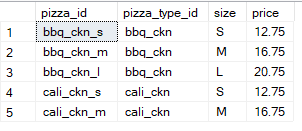 pizza_id pizza_type_id size price
1 bbq_ckn_s bbq_ckn S 12.75
2 bbq_ckn_m bbq_ckn M 16.75
3 bbq_ckn_l bbq_ckn L 20.75
4 cali_ckn_s cali_ckn S 12.75
5 cali_ckn_m cali_ckn M 16.75